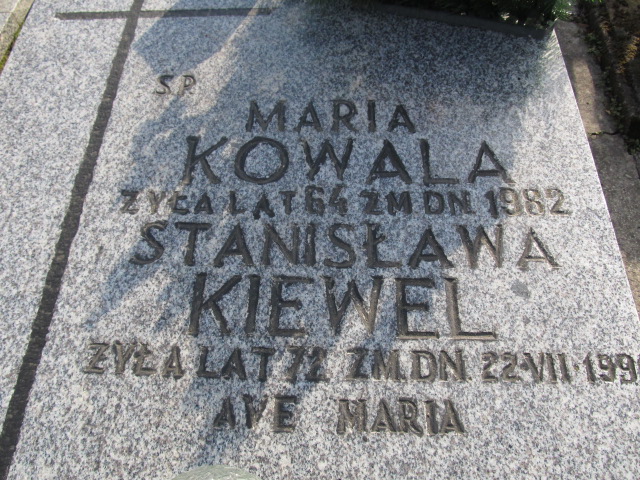 S.P.
MARIA
KOWALA
ŻYŁA LAT 64 ZM DN. 1982
STANISŁAWA
KIEWEL
ŻYŁA LAT 72 ZM. DN. 22·VII·199
AVE MARIA